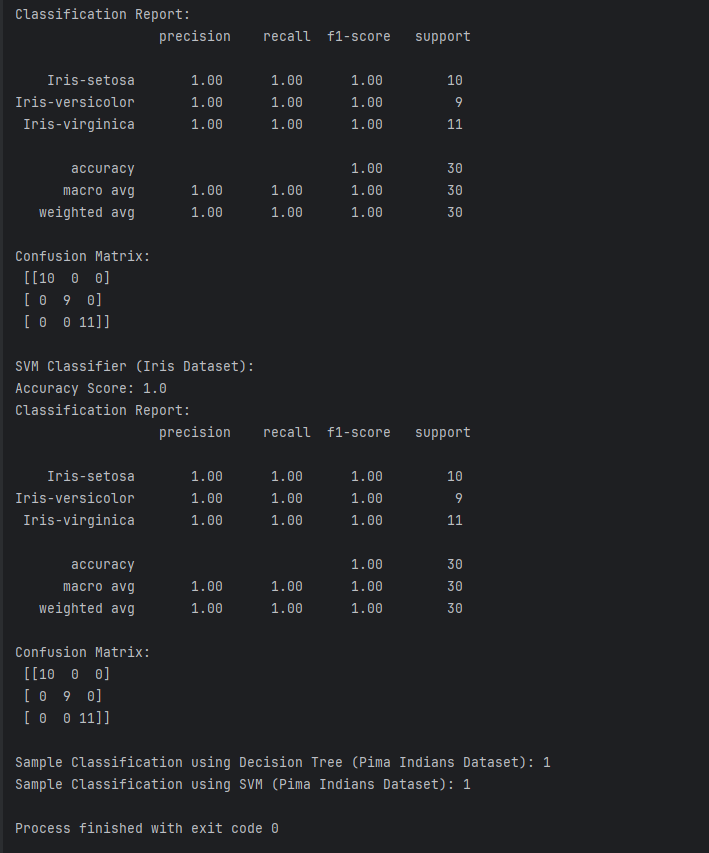 Classification Report:
precision recall f1-score support
Iris-setosa 1.00 1.00 1.00 10
Iris-versicolor 1.00 1.00 1.00 9
Iris-virginica 1.00 1.00 1.00 11
accuracy 1.00 30
macro avg 1.00 1.00 1.00 30
weighted avg 1.00 1.00 1.00 30
Confusion Matrix:
[[10 0 0]
[ 0 9 0]
[ 0 0 11]]
SVM Classifier (Iris Dataset):
Accuracy Score: 1.0
Classification Report:
precision recall f1-score support
Iris-setosa 1.00 1.00 1.00 10
Iris-versicolor 1.00 1.00 1.00 9
Iris-virginica 1.00 1.00 1.00 11
accuracy 1.00 30
macro avg 1.00 1.00 1.00 30
weighted avg 1.00 1.00 1.00 30
Confusion Matrix:
[[10 0 0]
[ 0 9 0]
[ 0 0 11]]
Sample Classification using Decision Tree (Pima Indians Dataset): 1
Sample Classification using SVM (Pima Indians Dataset): 1
Process finished with exit code 0